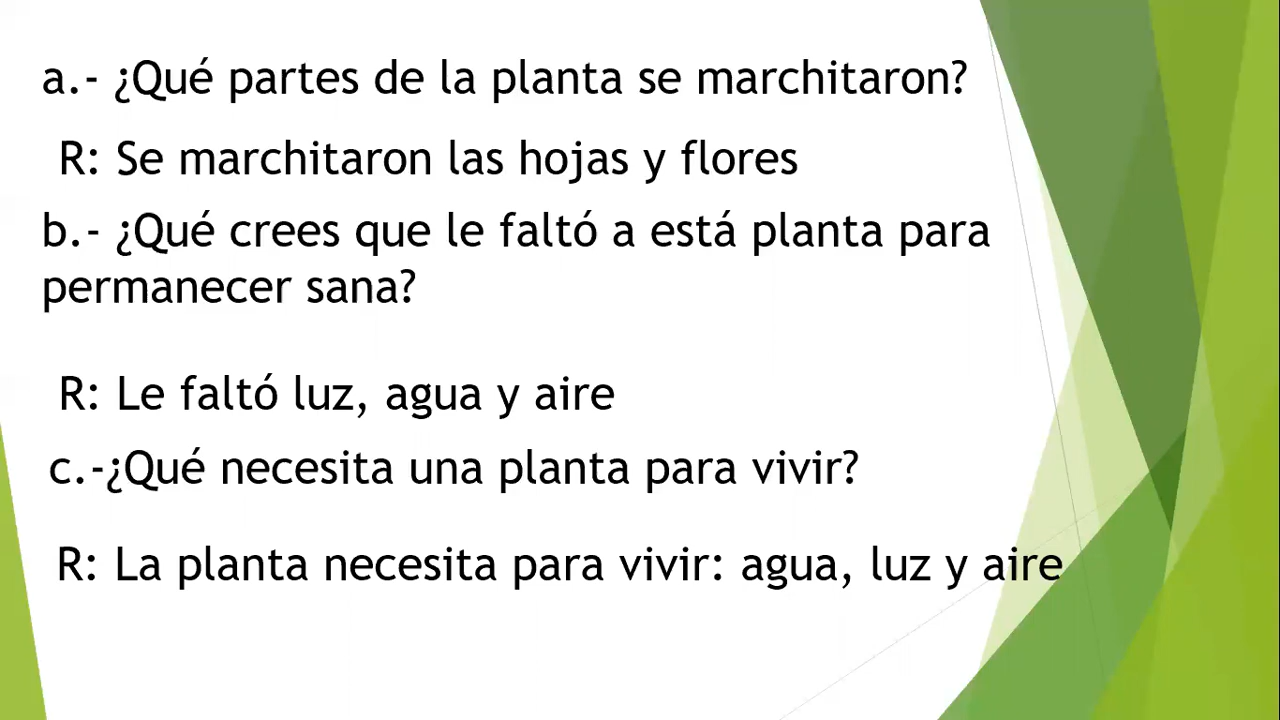 a.- ¿Qué partes de la planta se marchitaron?
R: Se marchitaron las hojas y flores
b.- ¿Qué crees que le faltó a está planta para
permanecer sana?
R: Le faltó luz, agua y aire
c.-¿Qué necesita una planta para vivir?
R: La planta necesita para vivir: agua, luz y aire